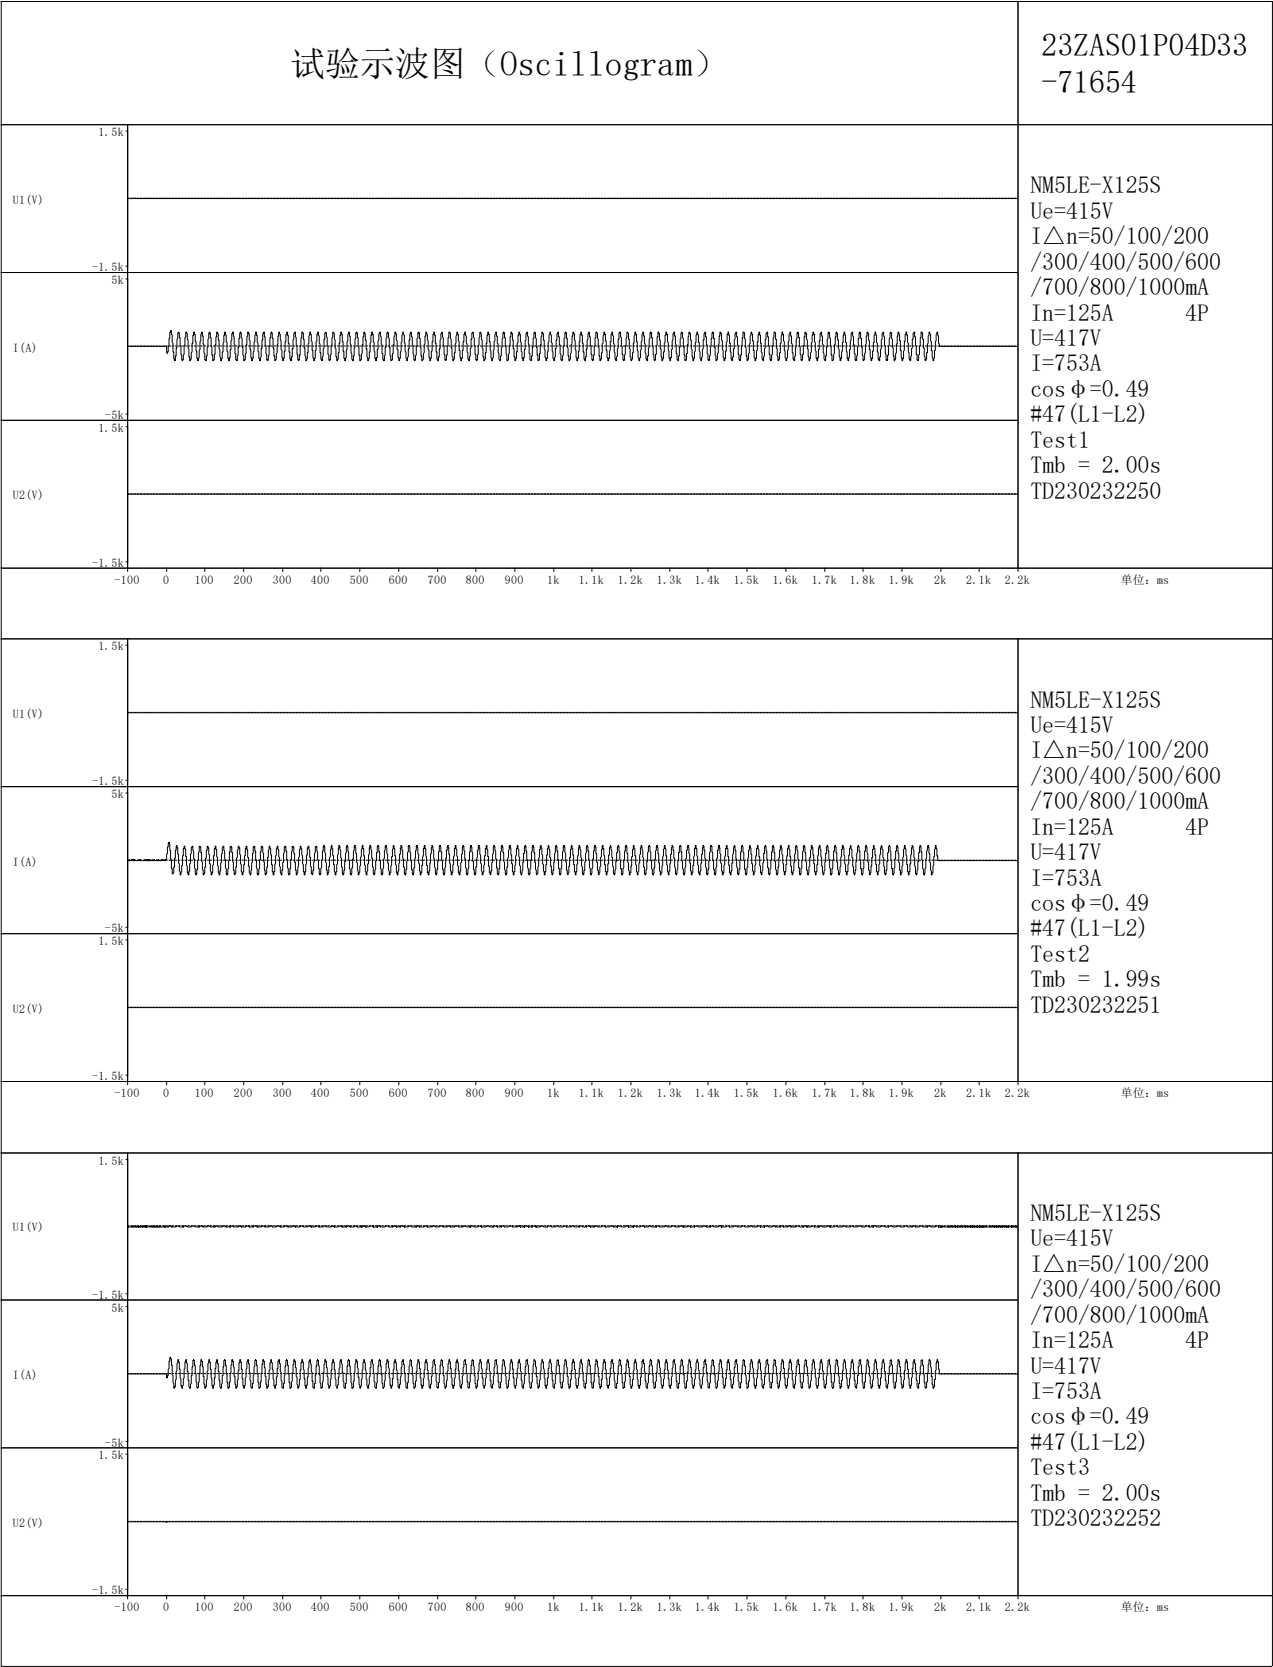 试验示波图（Oscillogram）
23ZAS01P04D33
-71654
1.5k
U1(V)
-1.5k
5k
I(A)
-5k
1.5k
U2(V)
-1.5k
-100 0 100 200 300 400 500 600 700 800 900 1k 1.1k 1.2k 1.3k 1.4k 1.5k 1.6k 1.7k 1.8k 1.9k 2k 2.1k 2.2k
NM5LE-X125S
Ue=415V
I△n=50/100/200
/300/400/500/600
/700/800/1000mA
In=125A 4P
U=417V
I=753A
cosφ=0.49
#47(L1-L2)
Test1
Tmb = 2.00s
TD230232250
单位: ms
1.5k
U1(V)
-1.5k
5k
I(A)
-5k
1.5k
U2(V)
-1.5k
-100 0 100 200 300 400 500 600 700 800 900 1k 1.1k 1.2k 1.3k 1.4k 1.5k 1.6k 1.7k 1.8k 1.9k 2k 2.1k 2.2k
NM5LE-X125S
Ue=415V
I△n=50/100/200
/300/400/500/600
/700/800/1000mA
In=125A 4P
U=417V
I=753A
cosφ=0.49
#47(L1-L2)
Test2
Tmb = 1.99s
TD230232251
单位: ms
1.5k
U1(V)
-1.5k
5k
I(A)
-5k
1.5k
U2(V)
-1.5k
-100 0 100 200 300 400 500 600 700 800 900 1k 1.1k 1.2k 1.3k 1.4k 1.5k 1.6k 1.7k 1.8k 1.9k 2k 2.1k 2.2k
NM5LE-X125S
Ue=415V
I△n=50/100/200
/300/400/500/600
/700/800/1000mA
In=125A 4P
U=417V
I=753A
cosφ=0.49
#47(L1-L2)
Test3
Tmb = 2.00s
TD230232252
单位: ms